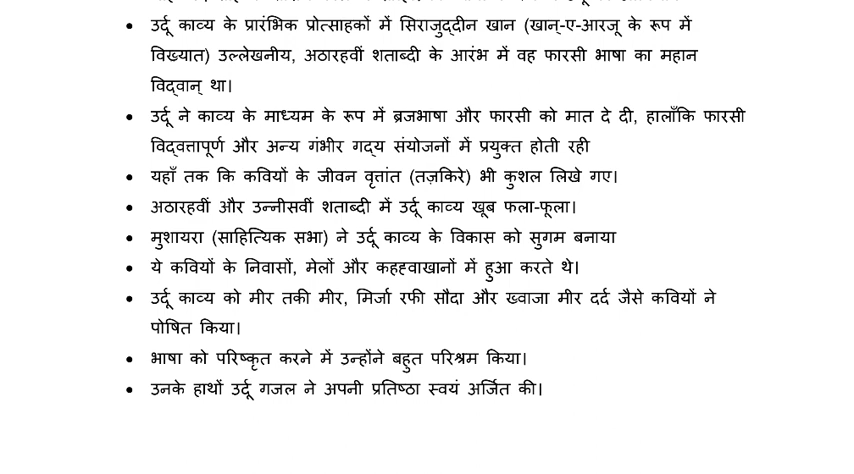 • उर्दू काव्य के प्रारंभिक प्रोत्साहकों में सिराजुद्दीन खान (खान्-ए-आरजू के रूप में
विख्यात) उल्लेखनीय, अठारहवीं शताब्दी के आरंभ में वह फारसी भाषा का महान
विद्वान् था।
• उर्दू ने काव्य के माध्यम के रूप में ब्रजभाषा और फारसी को मात दे दी, हालाँकि फारसी
विद्वत्तापूर्ण और अन्य गंभीर गद्य संयोजनों में प्रयुक्त होती रही
• यहाँ तक कि कवियों के जीवन वृत्तांत (तज़किरे) भी कुशल लिखे गए।
• अठारहवीं और उन्नीसवीं शताब्दी में उर्दू काव्य खूब फला-फूला।
• मुशायरा (साहित्यिक सभा) ने उर्दू काव्य के विकास को सुगम बनाया
• ये कवियों के निवासों, मेलों और कहह्वाखानों में हुआ करते थे।
• उर्दू काव्य को मीर तकी मीर, मिर्जा रफी सौदा और ख्वाजा मीर दर्द जैसे कवियों ने
पोषित किया।
• भाषा को परिष्कृत करने में उन्होंने बहुत परिश्रम किया।
• उनके हाथों उर्दू गजल ने अपनी प्रतिष्ठा स्वयं अर्जित की।